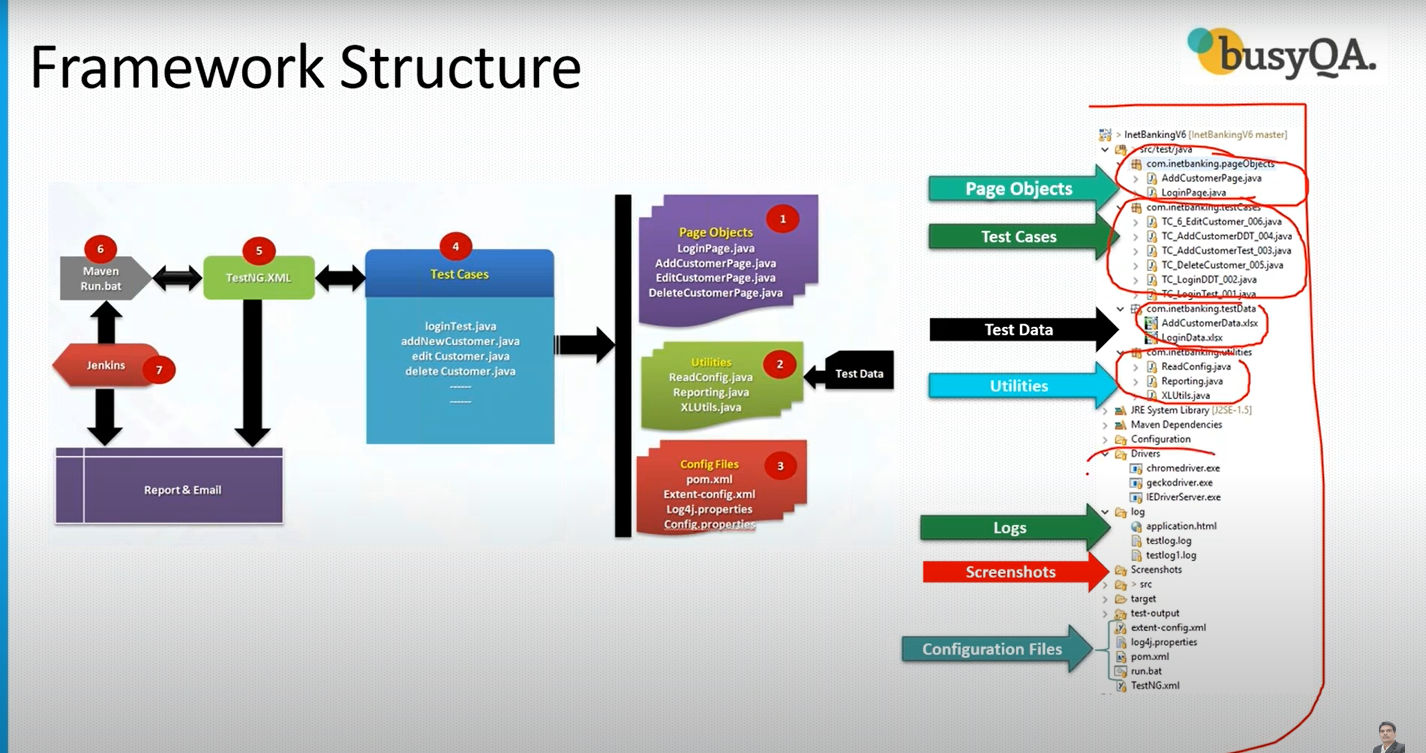 Framework Structure
busyQA.
6
Maven
Run.bat
5
TestNG.XML
4
Test Cases
loginTest.java
addNewCustomer.java
edit Customer.java
delete Customer.java
------
------
Jenkins
7
Report & Email
1
Page Objects
LoginPage.java
AddCustomerPage.java
EditCustomerPage.java
DeleteCustomerPage.java
2
Utilities
ReadConfig.java
Reporting.java
XLUtils.java
Test Data
3
Config Files
pom.xml
Extent-config.xml
Log4j.properties
Config.properties
Page Objects
Test Cases
Test Data
Utilities
Logs
Screenshots
Configuration Files
> InetBankingV6 [InetBankingV6 master]
src/test/java
com.inetbanking.pageObjects
AddCustomerPage.java
LoginPage.java
com.inetbanking.testCases
TC_6_EditCustomer_006.java
TC_AddCustomerDDT_004.java
TC_AddCustomerTest_003.java
TC_DeleteCustomer_005.java
TC_LoginDDT_002.java
TC_LoginTest_001.java
com.inetbanking.testData
AddCustomerData.xlsx
LoginData.xlsx
com.inetbanking.utilities
ReadConfig.java
Reporting.java
XLUtils.java
JRE System Library [J2SE-1.5]
Maven Dependencies
Configuration
Drivers
chromedriver.exe
geckodriver.exe
IEDriverServer.exe
log
application.html
testlog.log
testlog1.log
Screenshots
> src
target
test-output
extent-config.xml
log4j.properties
pom.xml
run.bat
TestNG.xml